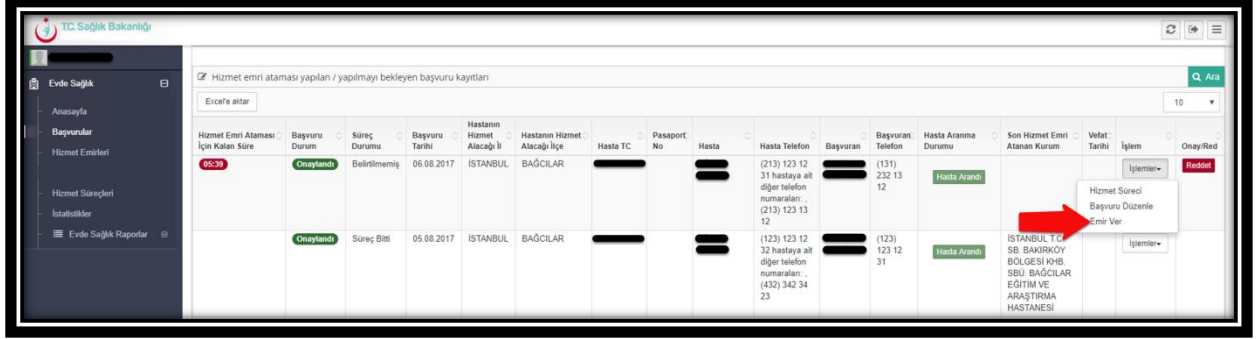 T.C. Sağlık Bakanlığı
Evde Sağlık
Anasayfa
Başvurular
Hizmet Emirleri
Hizmet Süreçleri
İstatistikler
Evde Sağlık Raporlar
Hizmet emri ataması yapılan / yapılmayı bekleyen başvuru kayıtları
Ara
Excel'e aktar
10
Hizmet Emri Ataması
İçin Kalan Süre
Başvuru
Durum
Süreç
Durumu
Başvuru
Tarihi
Hastanın
Hizmet
Alacağı İl
Hastanın Hizmet
Alacağı İlçe
Hasta TC
Pasaport
No
Hasta
Hasta Telefon
Başvuran
Başvuran
Telefon
Hasta Aranma
Durumu
Son Hizmet Emri
Atanan Kurum
Vefat
Tarihi
İşlem
Onay/Red
05:39
Onaylandı
Belirtilmemiş
06.08.2017
İSTANBUL
BAĞCILAR
(213) 123 12
31 hastaya ait
diğer telefon
numaraları: ,
(213) 123 13
12
(131)
232 13
12
Hasta Arandı
İşlemler
Reddet
Hizmet Süreci
Başvuru Düzenle
Emir Ver
Onaylandı
Süreç Bitti
05.08.2017
İSTANBUL
BAĞCILAR
(123) 123 12
32 hastaya ait
diğer telefon
numaraları: ,
(432) 342 34
23
(123)
123 12
31
Hasta Arandı
İSTANBUL T.C.
SB. BAKIRKÖY
BÖLGESİ KHB.
SBÜ. BAĞCILAR
EĞİTİM VE
ARAŞTIRMA
HASTANESİ
İşlemler